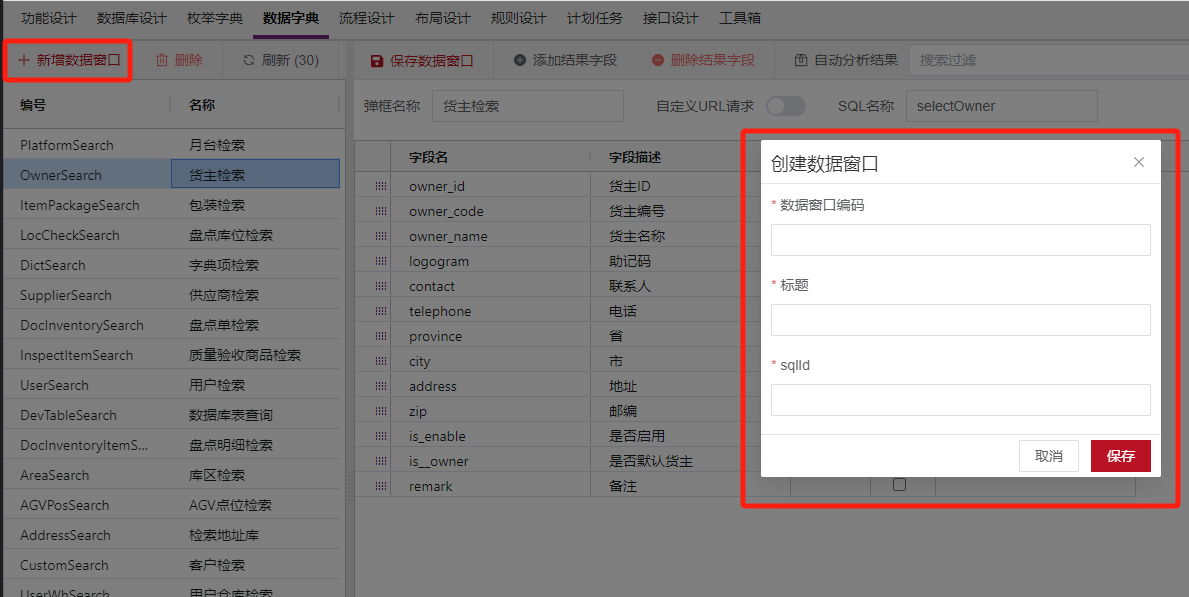 功能设计 数据库设计 枚举字典 数据字典 流程设计 布局设计 规则设计 计划任务 接口设计 工具箱
新增数据窗口 删除 刷新 (30) 保存数据窗口 添加结果字段 删除结果字段 自动分析结果 搜索过滤
编号 名称
PlatformSearch 月台检索
OwnerSearch 货主检索
ItemPackageSearch 包装检索
LocCheckSearch 盘点库位检索
DictSearch 字典项检索
SupplierSearch 供应商检索
DocInventorySearch 盘点单检索
InspectItemSearch 质量验收商品检索
UserSearch 用户检索
DevTableSearch 数据库表查询
DocInventoryItemS... 盘点明细检索
AreaSearch 库区检索
AGVPosSearch AGV点位检索
AddressSearch 检索地址库
CustomSearch 客户检索
UserWhSearch 用户仓库检索
弹框名称 货主检索 自定义URL请求 SQL名称 selectOwner
字段名 字段描述
owner_id 货主ID
owner_code 货主编号
owner_name 货主名称
logogram 助记码
contact 联系人
telephone 电话
province 省
city 市
address 地址
zip 邮编
is_enable 是否启用
is__owner 是否默认货主
remark 备注
创建数据窗口
* 数据窗口编码
* 标题
* sqlId
取消 保存